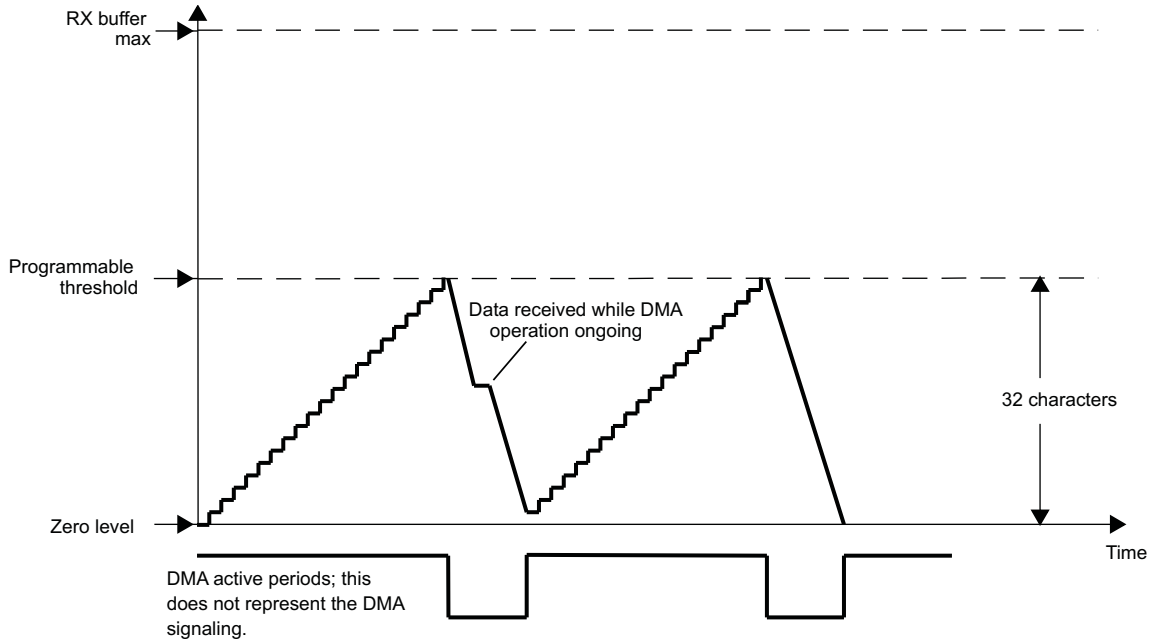 RX buffer
max
Programmable
threshold
Data received while DMA
operation ongoing
32 characters
Zero level
Time
DMA active periods; this
does not represent the DMA
signaling.